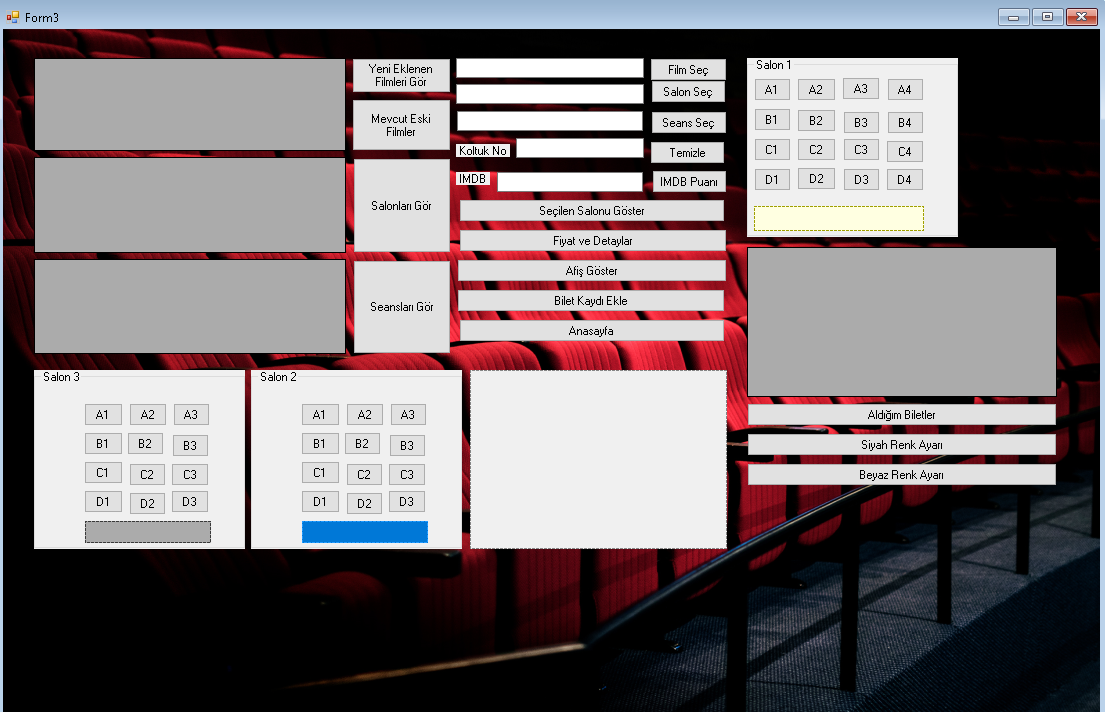 Form3
Yeni Eklenen
Filmleri Gör
Mevcut Eski
Filmler
Salonları Gör
Seansları Gör
Film Seç
Salon Seç
Seans Seç
Koltuk No
Temizle
IMDB
IMDB Puanı
Seçilen Salonu Göster
Fiyat ve Detaylar
Afiş Göster
Bilet Kaydı Ekle
Anasayfa
Salon 1
A1 A2 A3 A4
B1 B2 B3 B4
C1 C2 C3 C4
D1 D2 D3 D4
Aldığım Biletler
Siyah Renk Ayarı
Beyaz Renk Ayarı
Salon 3
A1 A2 A3
B1 B2 B3
C1 C2 C3
D1 D2 D3
Salon 2
A1 A2 A3
B1 B2 B3
C1 C2 C3
D1 D2 D3